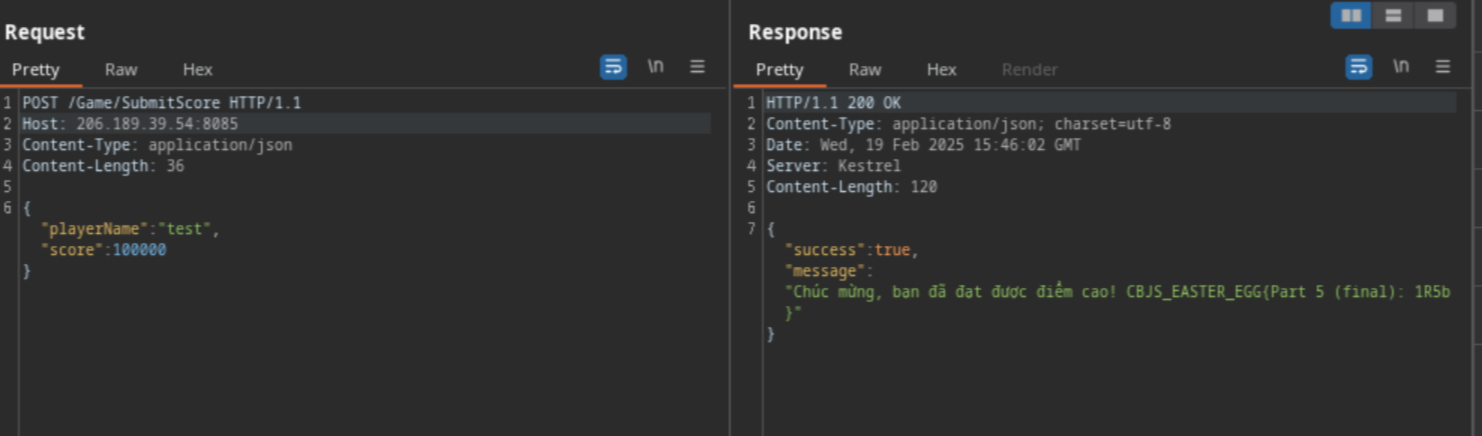 Request
Pretty Raw Hex \n
1 POST /Game/SubmitScore HTTP/1.1
2 Host: 206.189.39.54:8085
3 Content-Type: application/json
4 Content-Length: 36
5
6 {
"playerName":"test",
"score":100000
}
Response
Pretty Raw Hex Render \n
1 HTTP/1.1 200 OK
2 Content-Type: application/json; charset=utf-8
3 Date: Wed, 19 Feb 2025 15:46:02 GMT
4 Server: Kestrel
5 Content-Length: 120
6
7 {
"success":true,
"message":
"Chúc mừng, bạn đã đạt được điểm cao! CBJS_EASTER_EGG{Part 5 (final): 1R5b
}"
}